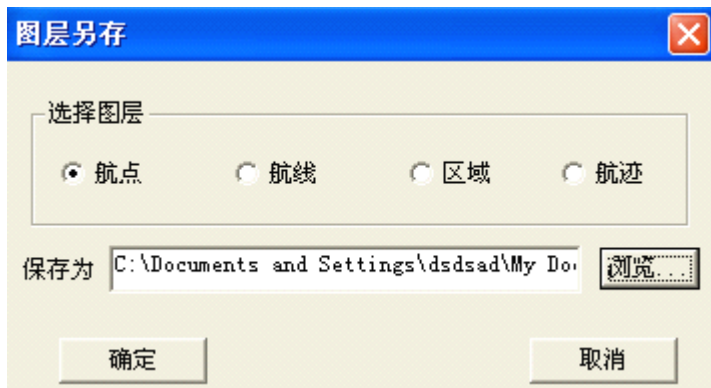 图层另存
选择图层
航点 航线 区域 航迹
保存为 C:\Documents and Settings\dsdsad\My Do 浏览...
确定 取消